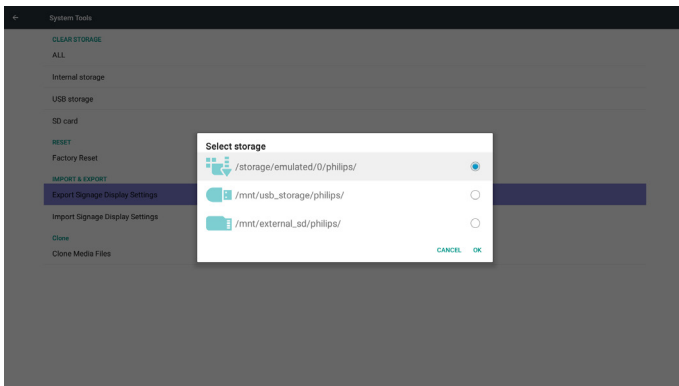 System Tools
CLEAR STORAGE
ALL
Internal storage
USB storage
SD card
RESET
Factory Reset
IMPORT & EXPORT
Export Signage Display Settings
Import Signage Display Settings
Clone
Clone Media Files
Select storage
/storage/emulated/0/philips/
/mnt/usb_storage/philips/
/mnt/external_sd/philips/
CANCEL OK